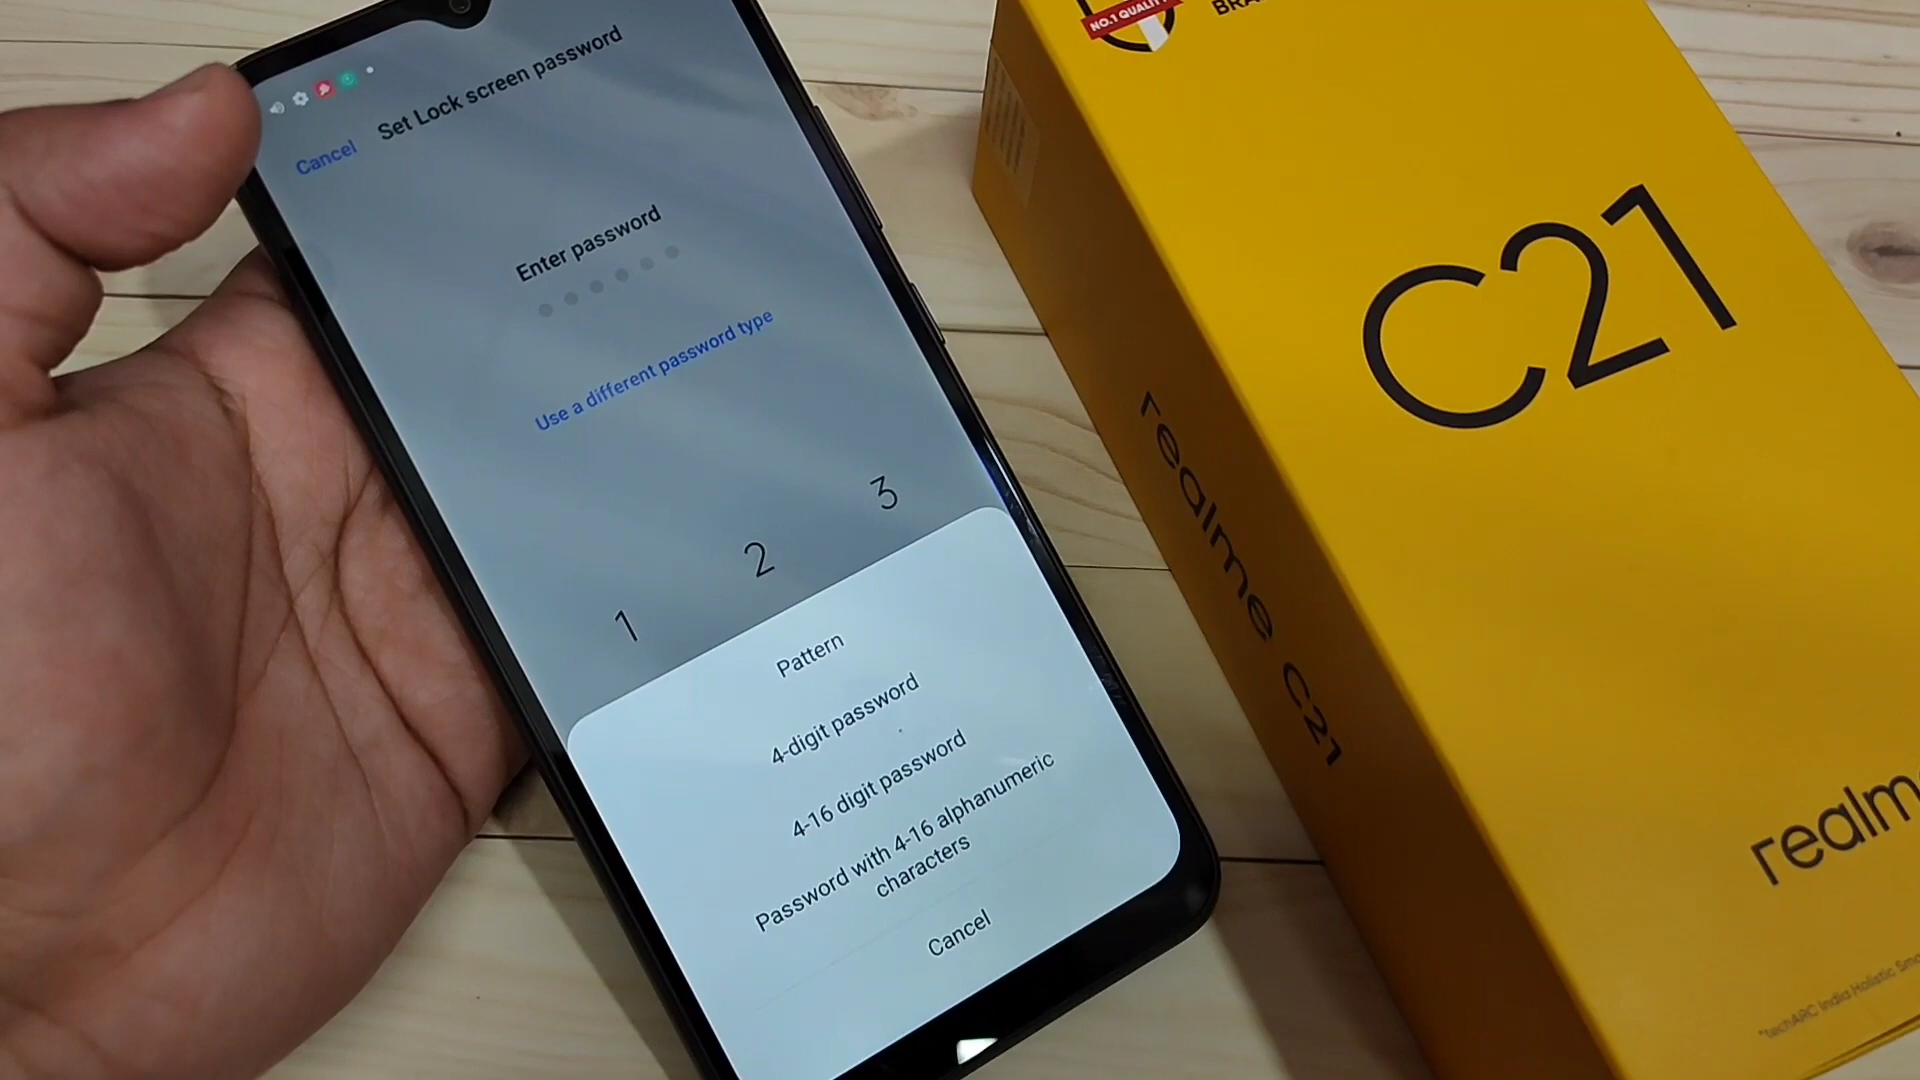 Set Lock screen password
Cancel
Enter password
Use a different password type
1
2
3
Pattern
4-digit password
4-16 digit password
Password with 4-16 alphanumeric
characters
Cancel
NO.1 QUALITY
C21
realme C21